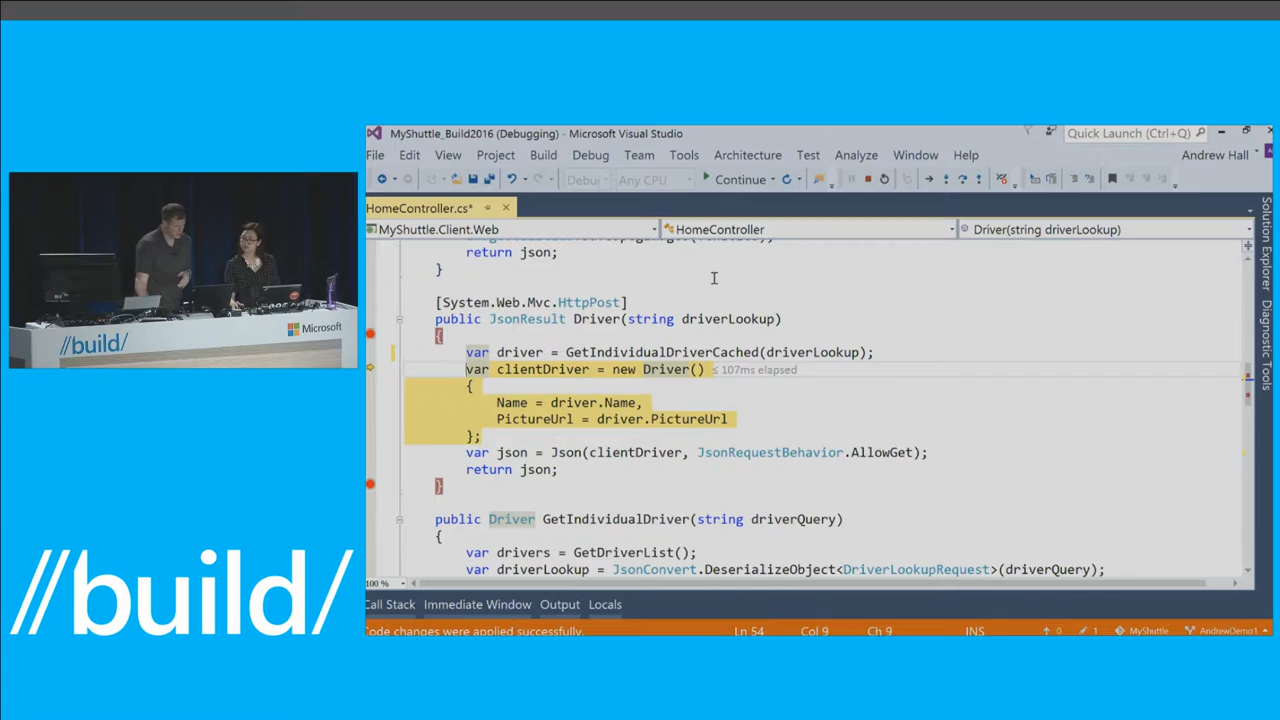 MyShuttle_Build2016 (Debugging) - Microsoft Visual Studio
Quick Launch (Ctrl+Q)
File Edit View Project Build Debug Team Tools Architecture Test Analyze Window Help
Andrew Hall
Debu Any CPU Continue
HomeController.cs*
MyShuttle.Client.Web HomeController Driver(string driverLookup)
return json;
}
[System.Web.Mvc.HttpPost]
public JsonResult Driver(string driverLookup)
{
var driver = GetIndividualDriverCached(driverLookup);
var clientDriver = new Driver() ≤ 107ms elapsed
{
Name = driver.Name,
PictureUrl = driver.PictureUrl
};
var json = Json(clientDriver, JsonRequestBehavior.AllowGet);
return json;
}
public Driver GetIndividualDriver(string driverQuery)
{
var drivers = GetDriverList();
var driverLookup = JsonConvert.DeserializeObject<DriverLookupRequest>(driverQuery);
100 %
Call Stack Immediate Window Output Locals
Code changes were applied successfully. Ln 54 Col 9 Ch 9 INS 0 1 MyShuttle AndrewDemo1
Solution Explorer
Diagnostic Tools
//build/
Microsoft
//build/